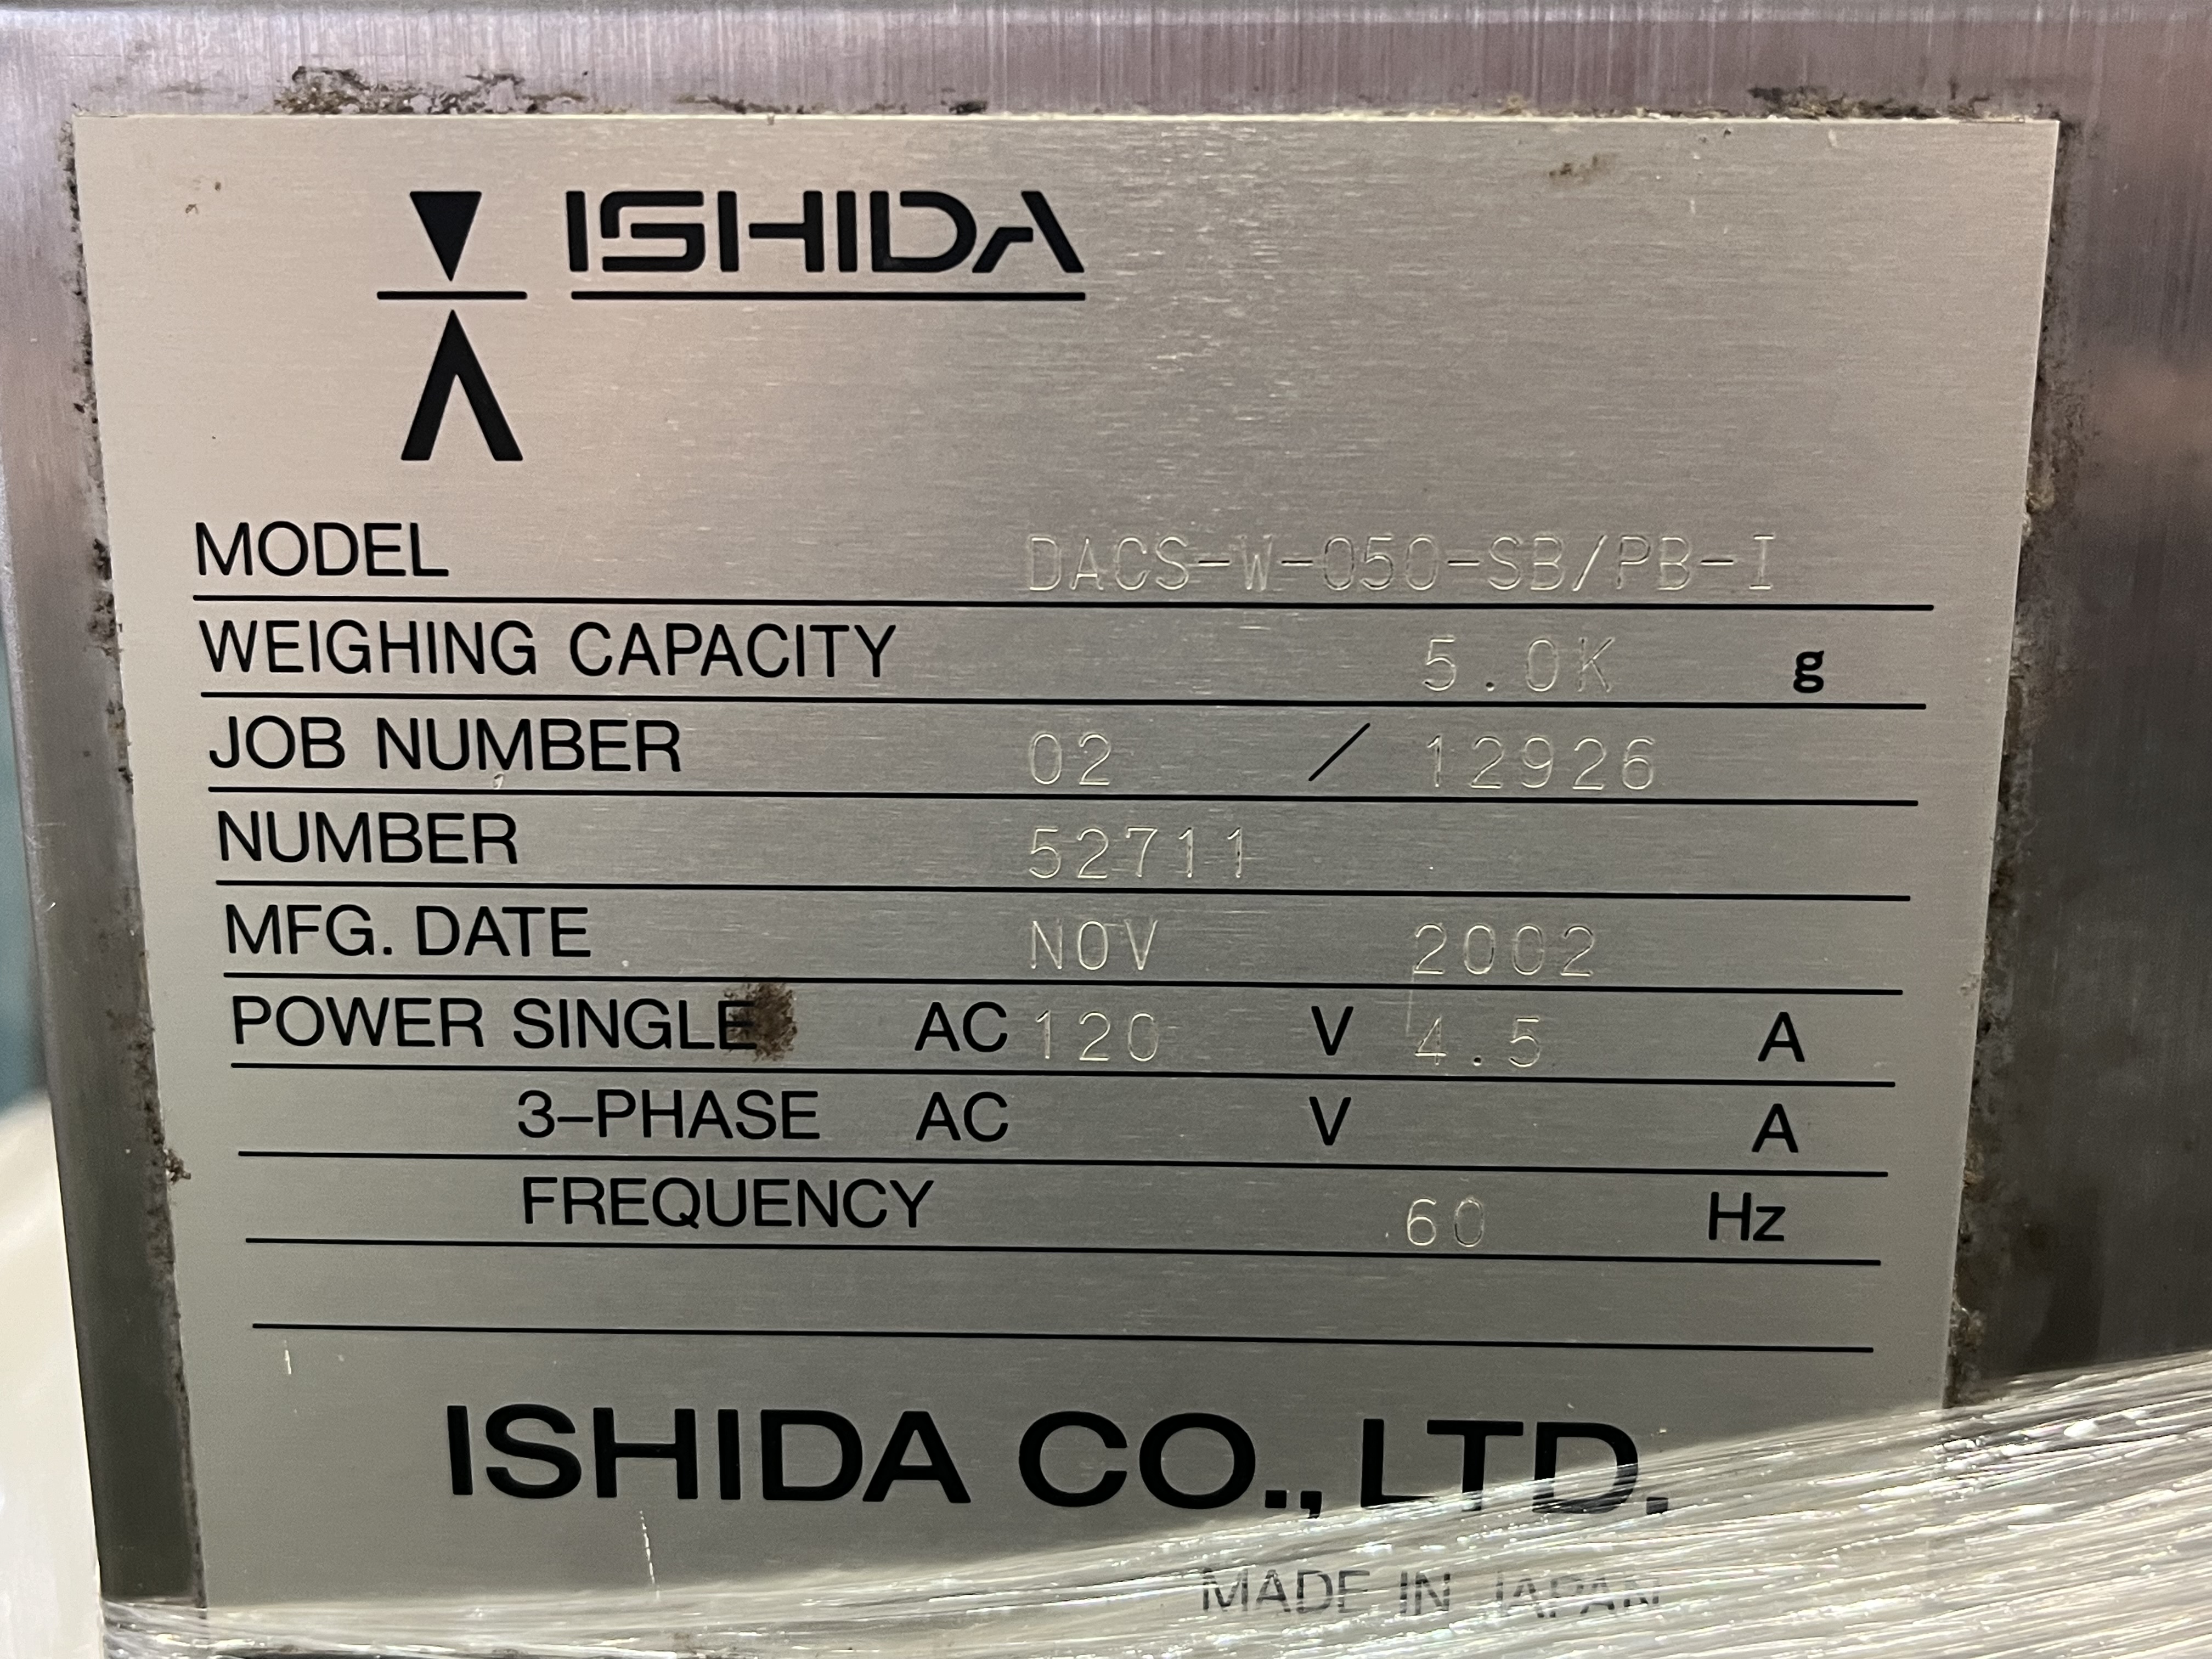 ISHIDA
MODEL DACS-W-050-SB/PB-I
WEIGHING CAPACITY 5.0K g
JOB NUMBER 02 / 12926
NUMBER 52711
MFG. DATE NOV 2002
POWER SINGLE AC 120 V 4.5 A
3-PHASE AC V A
FREQUENCY 60 Hz
ISHIDA CO., LTD.
MADE IN JAPAN